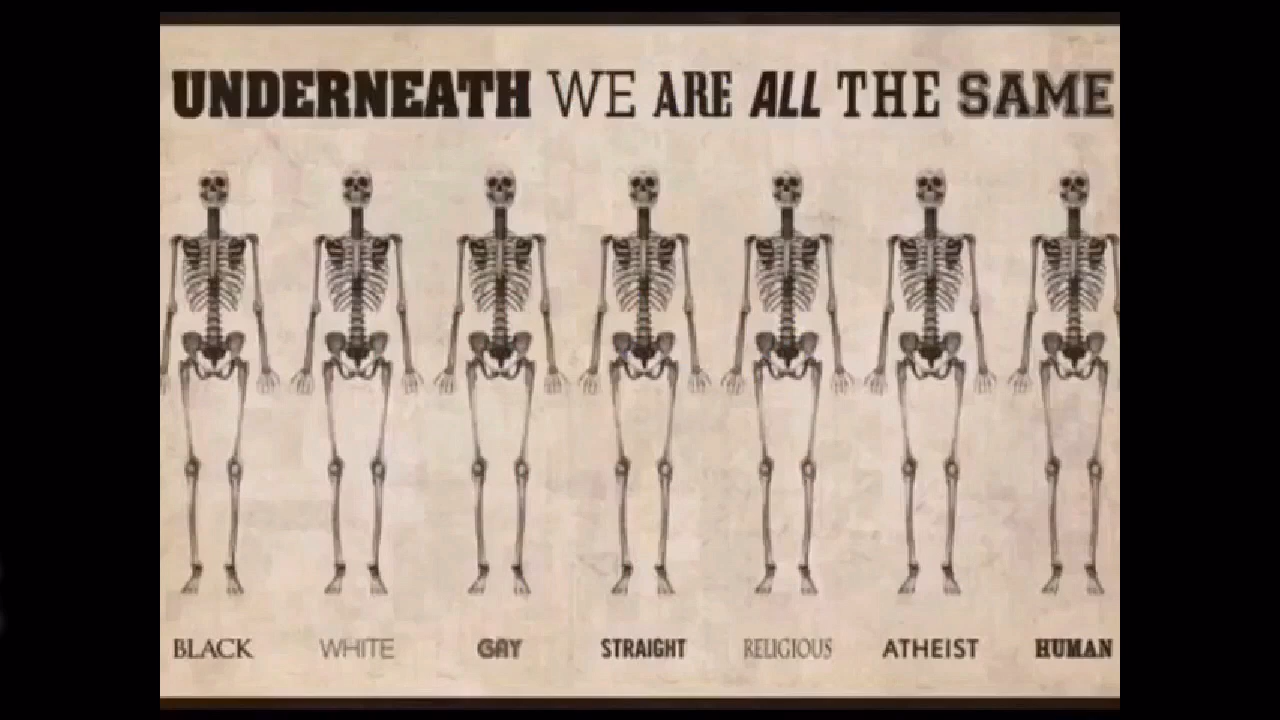 UNDERNEATH WE ARE ALL THE SAME
BLACK WHITE GAY STRAIGHT RELIGIOUS ATHEIST HUMAN